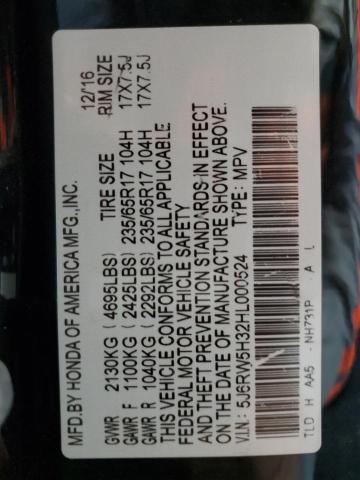 MFD.BY HONDA OF AMERICA MFG.,INC. 12/16
GVWR 2130KG ( 4695LBS) TIRE SIZE RIM SIZE
GAWR F 1100KG ( 2425LBS) 235/65R17 104H 17X7.5J
GAWR R 1040KG ( 2292LBS) 235/65R17 104H 17X7.5J
THIS VEHICLE CONFORMS TO ALL APPLICABLE
FEDERAL MOTOR VEHICLE SAFETY
AND THEFT PREVENTION STANDARDS IN EFFECT
ON THE DATE OF MANUFACTURE SHOWN ABOVE.
V.I.N.: 5J6RW5H32HL000524 TYPE: MPV
TLD H AA5 - NH731P A